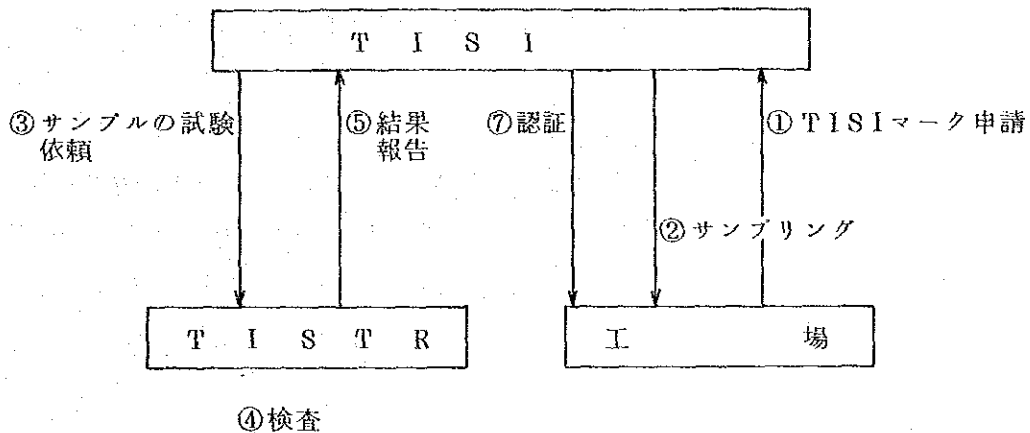 TISI
③サンプルの試験
依頼
⑤結果
報告
⑦認証
①TISIマーク申請
②サンプリング
TISTR
工場
④検査